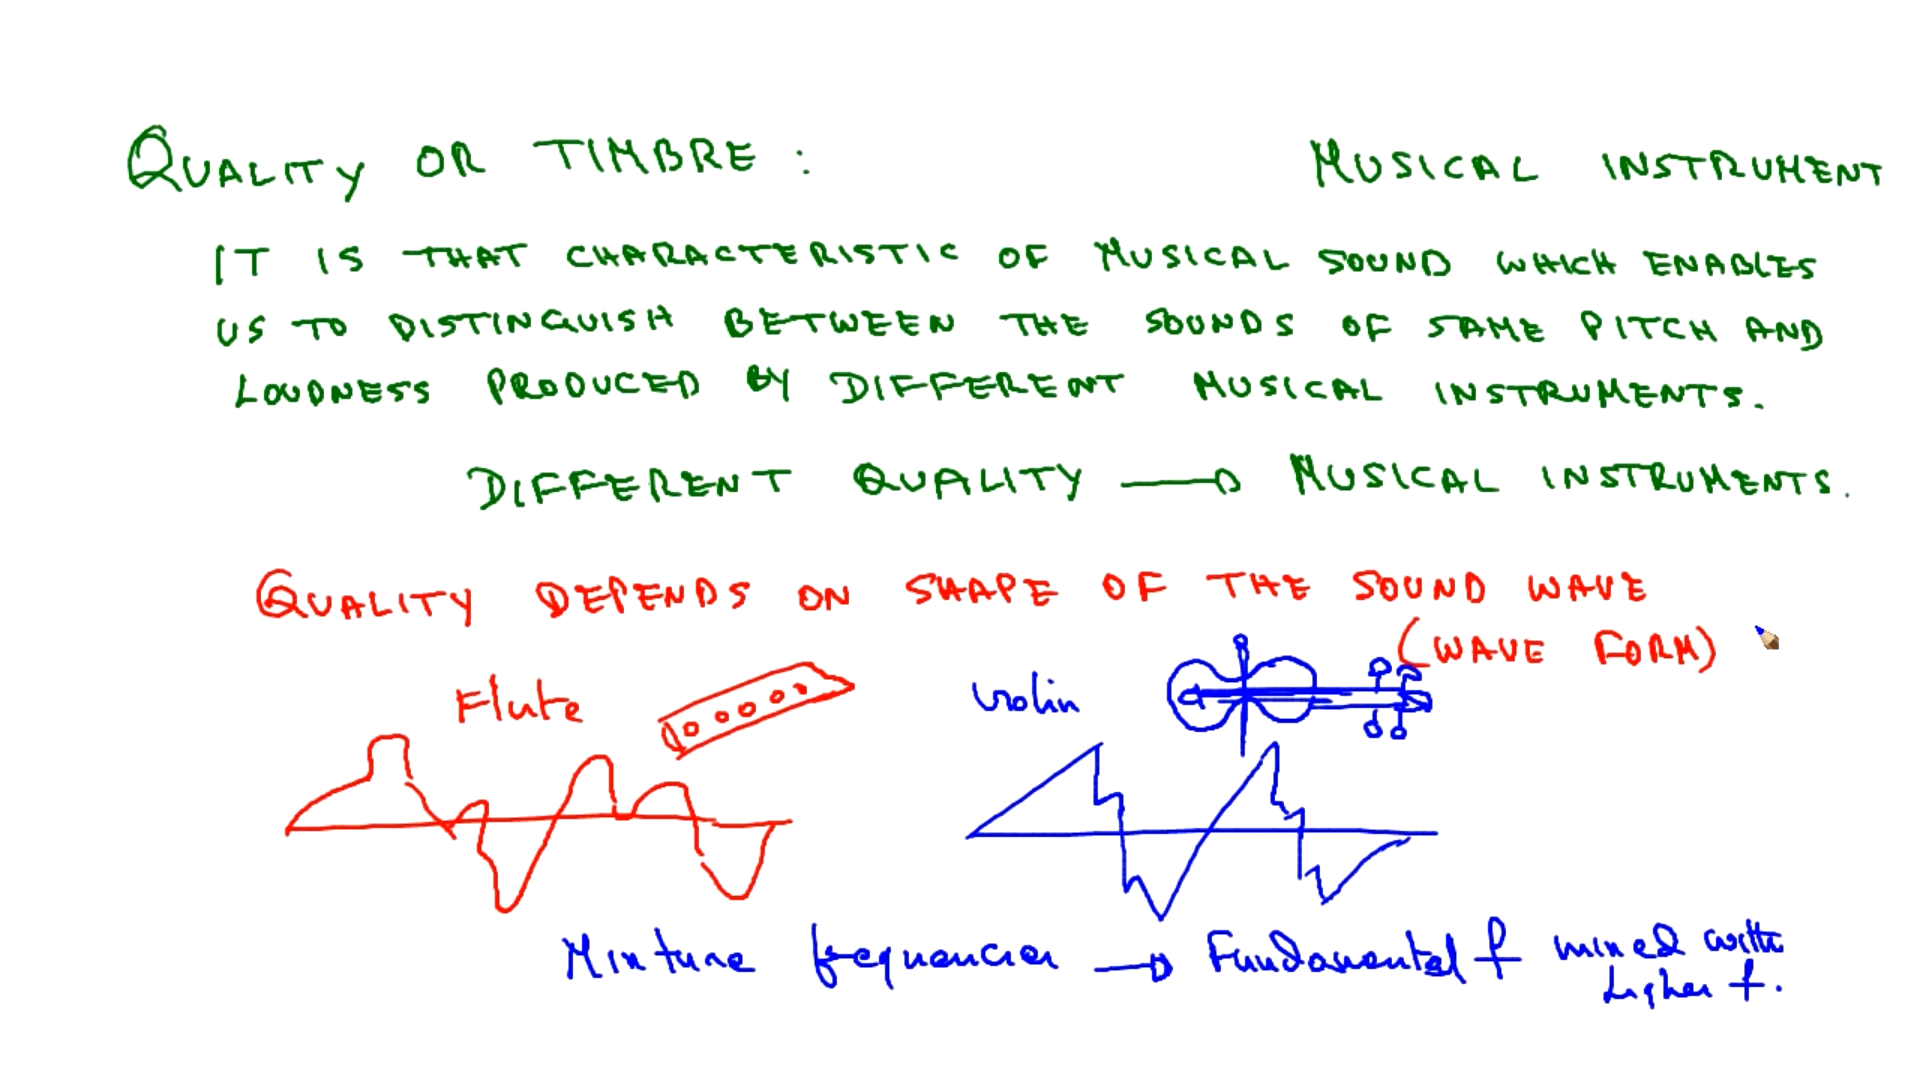 QUALITY OR TIMBRE : MUSICAL INSTRUMENT
IT IS THAT CHARACTERISTIC OF MUSICAL SOUND WHICH ENABLES
US TO DISTINGUISH BETWEEN THE SOUNDS OF SAME PITCH AND
LOUDNESS PRODUCED BY DIFFERENT MUSICAL INSTRUMENTS.
DIFFERENT QUALITY → MUSICAL INSTRUMENTS.
QUALITY DEPENDS ON SHAPE OF THE SOUND WAVE
(WAVE FORM)
Flute violin
Mixture frequencies → Fundamental f mixed with
higher f.